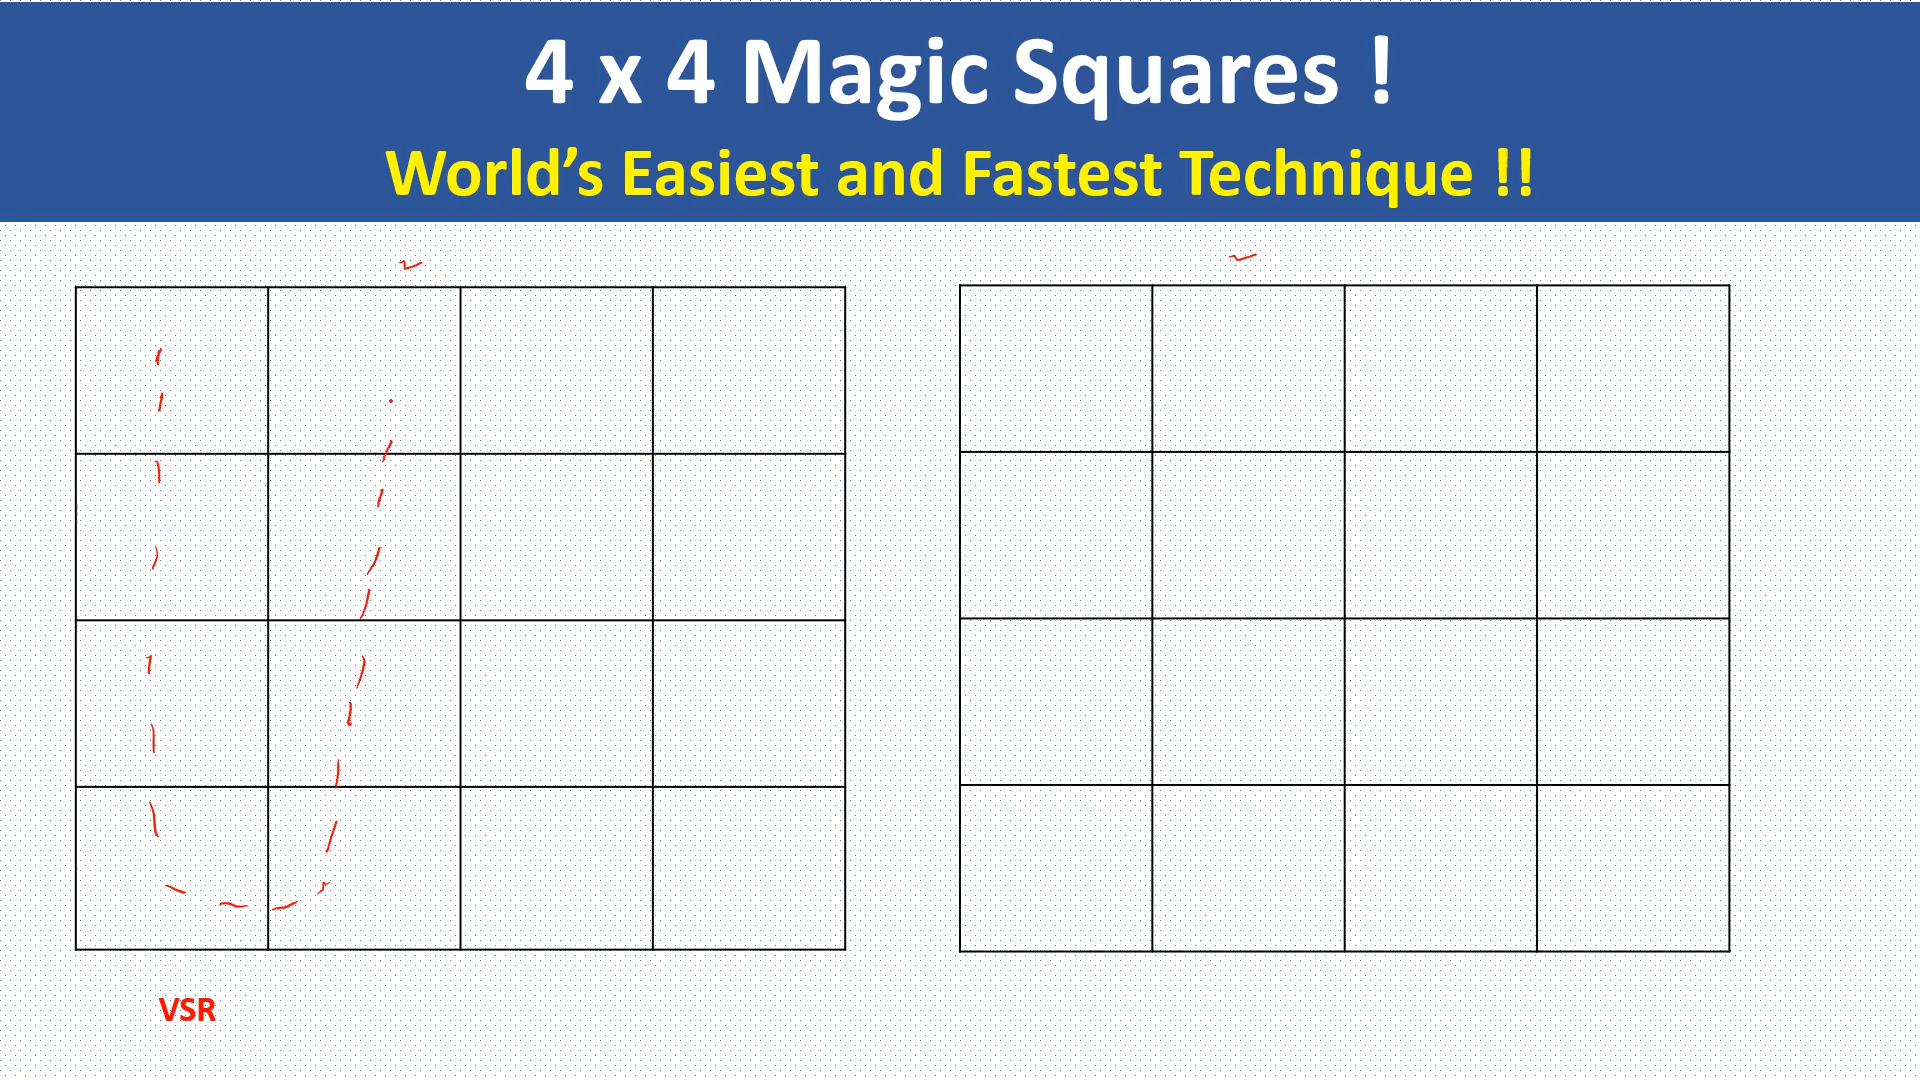 4 x 4 Magic Squares !
World’s Easiest and Fastest Technique !!
VSR